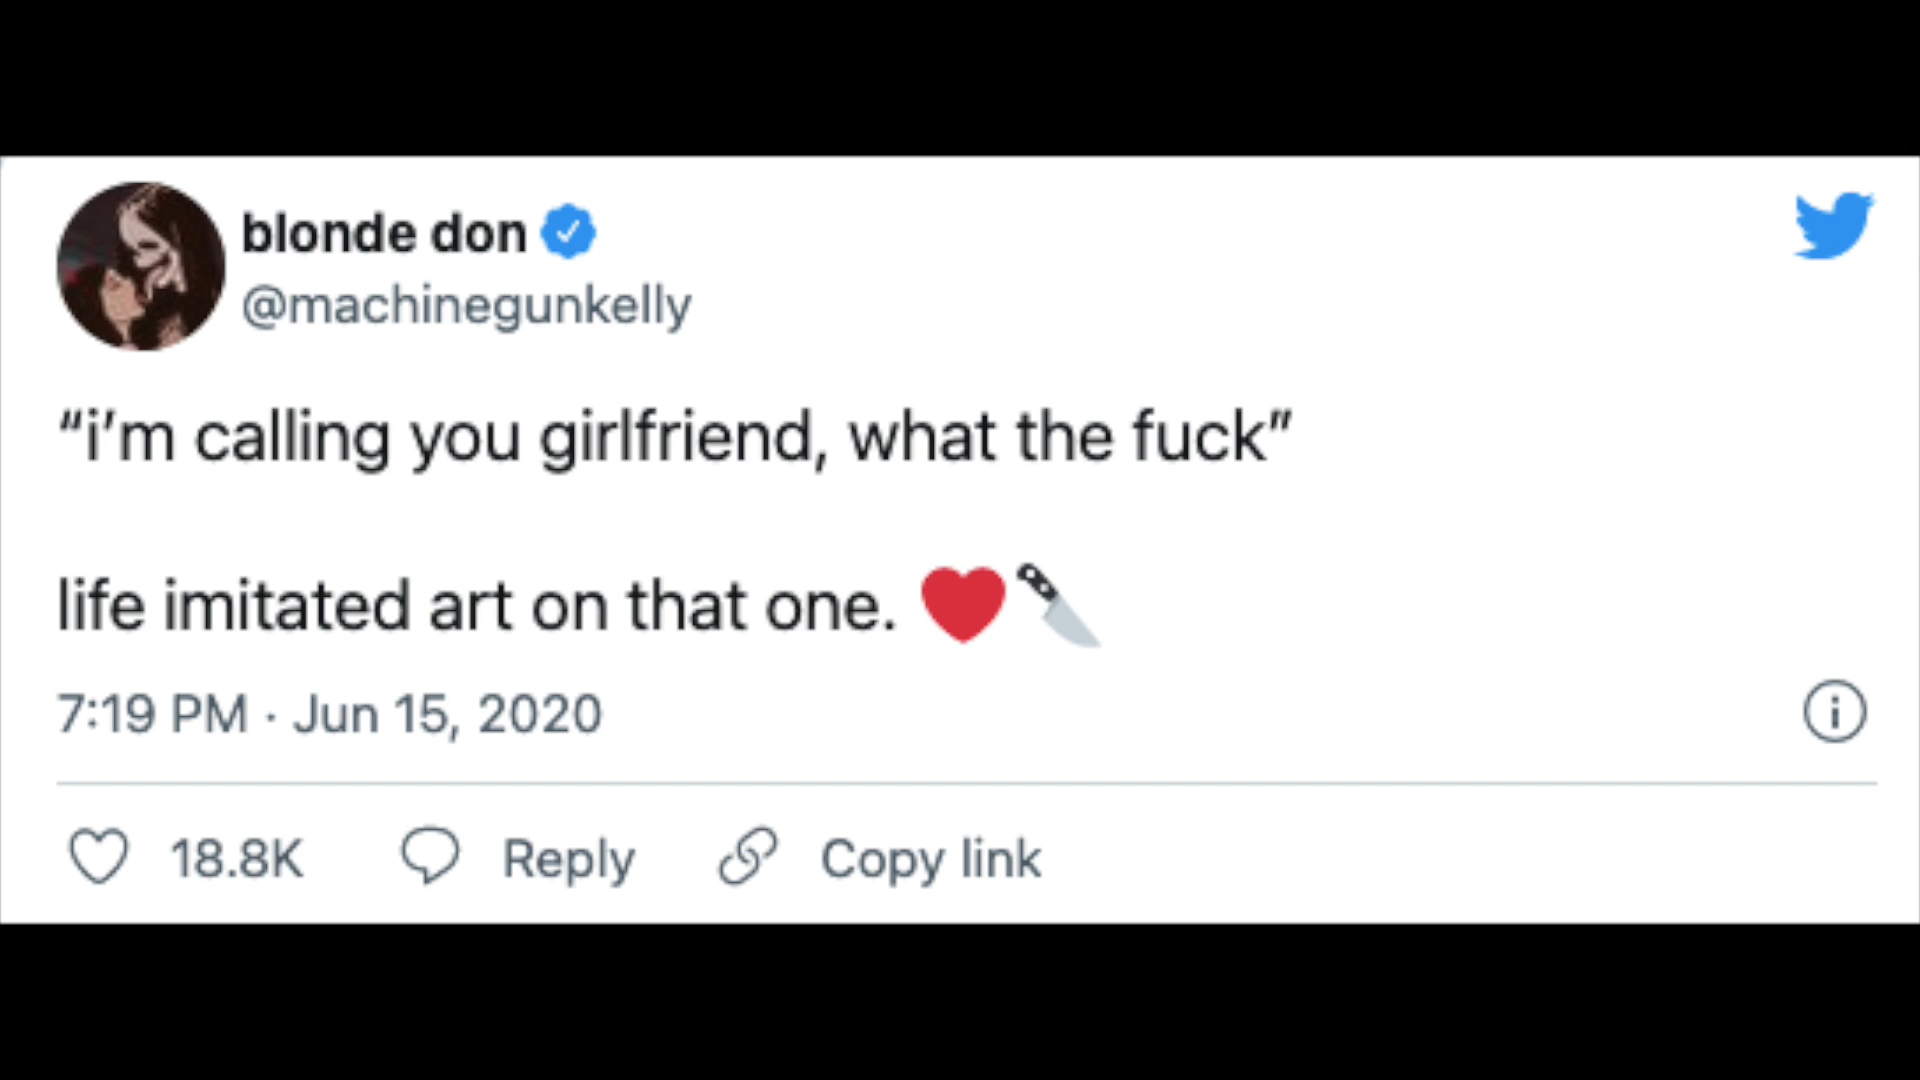 blonde don
@machinegunkelly
“i’m calling you girlfriend, what the fuck”
life imitated art on that one. ❤️🔪
7:19 PM · Jun 15, 2020
18.8K Reply Copy link